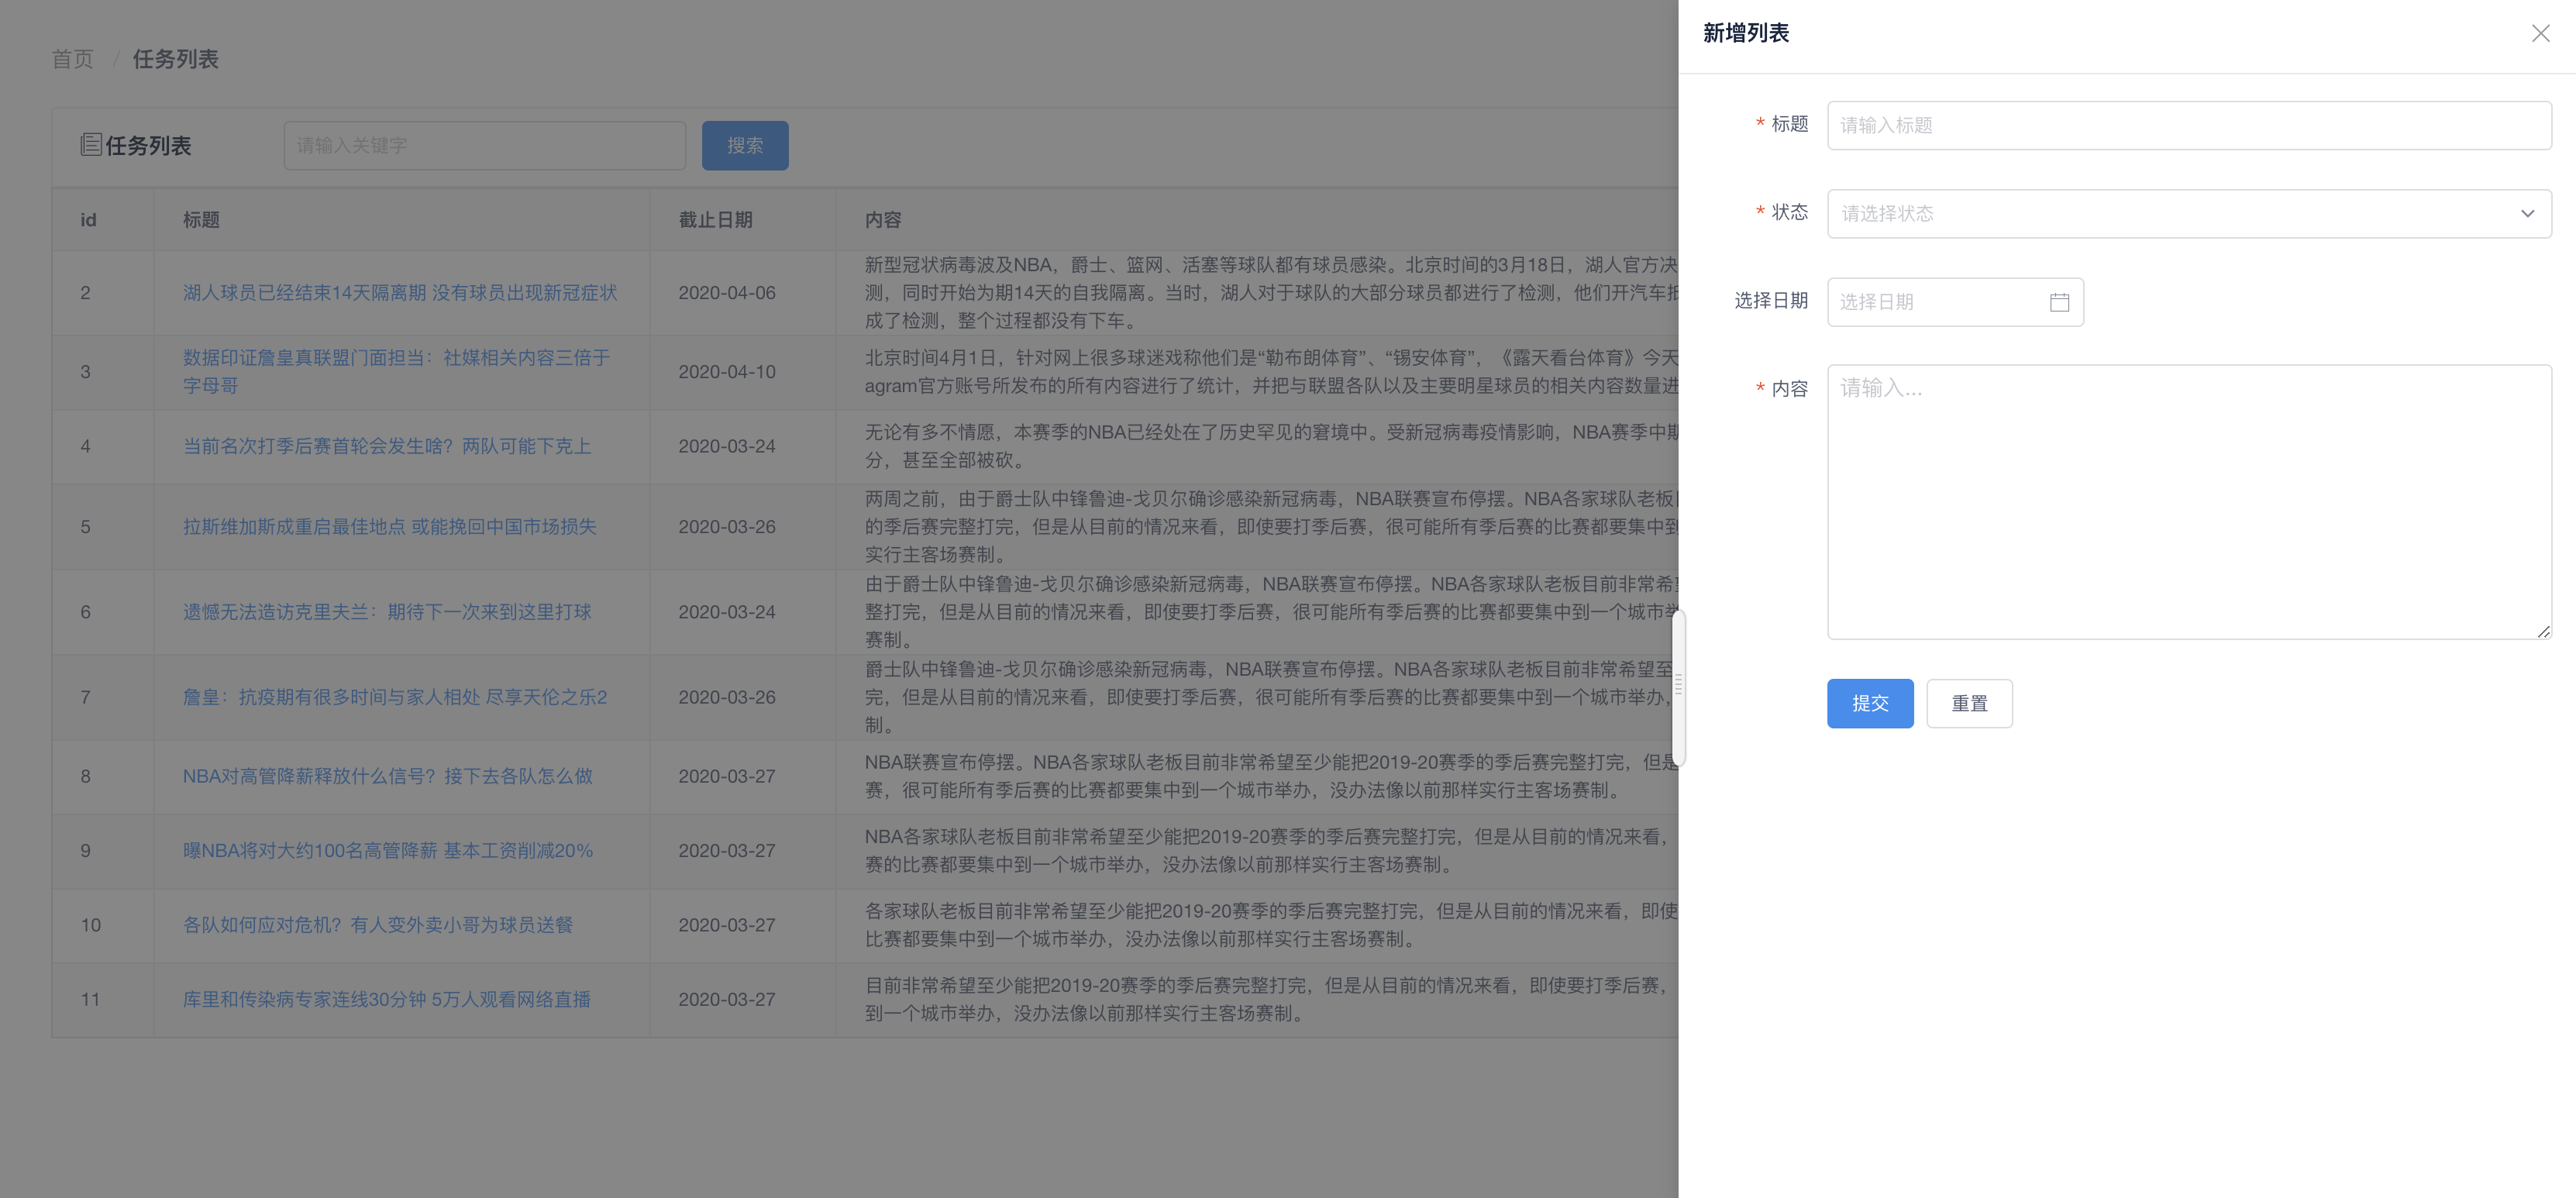 首页 / 任务列表
任务列表
请输入关键字
搜索
id 标题 截止日期 内容
2 湖人球员已经结束14天隔离期 没有球员出现新冠症状 2020-04-06
新型冠状病毒波及NBA，爵士、篮网、活塞等球队都有球员感染。北京时间的3月18日，湖人官方决
测，同时开始为期14天的自我隔离。当时，湖人对于球队的大部分球员都进行了检测，他们开汽车抵
成了检测，整个过程都没有下车。
3 数据印证詹皇真联盟门面担当：社媒相关内容三倍于
字母哥
2020-04-10
北京时间4月1日，针对网上很多球迷戏称他们是“勒布朗体育”、“锡安体育”，《露天看台体育》今天
agram官方账号所发布的所有内容进行了统计，并把与联盟各队以及主要明星球员的相关内容数量进
4 当前名次打季后赛首轮会发生啥？两队可能下克上 2020-03-24
无论有多不情愿，本赛季的NBA已经处在了历史罕见的窘境中。受新冠病毒疫情影响，NBA赛季中期
分，甚至全部被砍。
5 拉斯维加斯成重启最佳地点 或能挽回中国市场损失 2020-03-26
两周之前，由于爵士队中锋鲁迪-戈贝尔确诊感染新冠病毒，NBA联赛宣布停摆。NBA各家球队老板
的季后赛完整打完，但是从目前的情况来看，即使要打季后赛，很可能所有季后赛的比赛都要集中到
实行主客场赛制。
6 遗憾无法造访克里夫兰：期待下一次来到这里打球 2020-03-24
由于爵士队中锋鲁迪-戈贝尔确诊感染新冠病毒，NBA联赛宣布停摆。NBA各家球队老板目前非常希望
整打完，但是从目前的情况来看，即使要打季后赛，很可能所有季后赛的比赛都要集中到一个城市举
赛制。
7 詹皇：抗疫期有很多时间与家人相处 尽享天伦之乐2 2020-03-26
爵士队中锋鲁迪-戈贝尔确诊感染新冠病毒，NBA联赛宣布停摆。NBA各家球队老板目前非常希望至
完，但是从目前的情况来看，即使要打季后赛，很可能所有季后赛的比赛都要集中到一个城市举办，
制。
8 NBA对高管降薪释放什么信号？接下去各队怎么做 2020-03-27
NBA联赛宣布停摆。NBA各家球队老板目前非常希望至少能把2019-20赛季的季后赛完整打完，但是
赛，很可能所有季后赛的比赛都要集中到一个城市举办，没办法像以前那样实行主客场赛制。
9 曝NBA将对大约100名高管降薪 基本工资削减20% 2020-03-27
NBA各家球队老板目前非常希望至少能把2019-20赛季的季后赛完整打完，但是从目前的情况来看，
赛的比赛都要集中到一个城市举办，没办法像以前那样实行主客场赛制。
10 各队如何应对危机？有人变外卖小哥为球员送餐 2020-03-27
各家球队老板目前非常希望至少能把2019-20赛季的季后赛完整打完，但是从目前的情况来看，即使
比赛都要集中到一个城市举办，没办法像以前那样实行主客场赛制。
11 库里和传染病专家连线30分钟 5万人观看网络直播 2020-03-27
目前非常希望至少能把2019-20赛季的季后赛完整打完，但是从目前的情况来看，即使要打季后赛，
到一个城市举办，没办法像以前那样实行主客场赛制。
新增列表
* 标题 请输入标题
* 状态 请选择状态
选择日期 选择日期
* 内容 请输入...
提交 重置